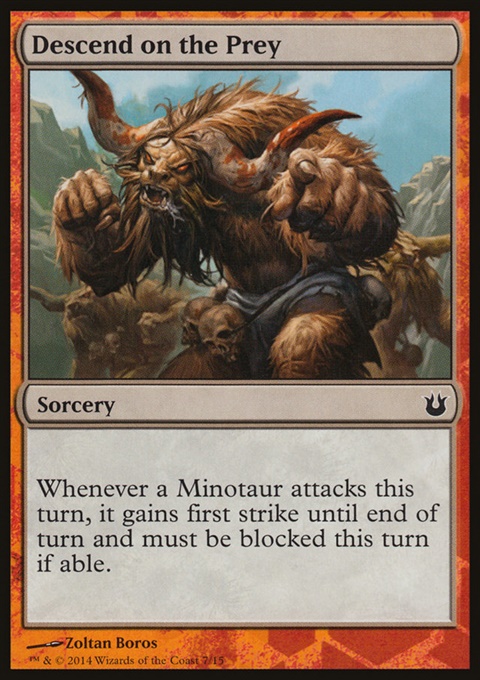 Descend on the Prey
Sorcery
Whenever a Minotaur attacks this
turn, it gains first strike until end of
turn and must be blocked this turn
if able.
Zoltan Boros
™ & © 2014 Wizards of the Coast 7/15